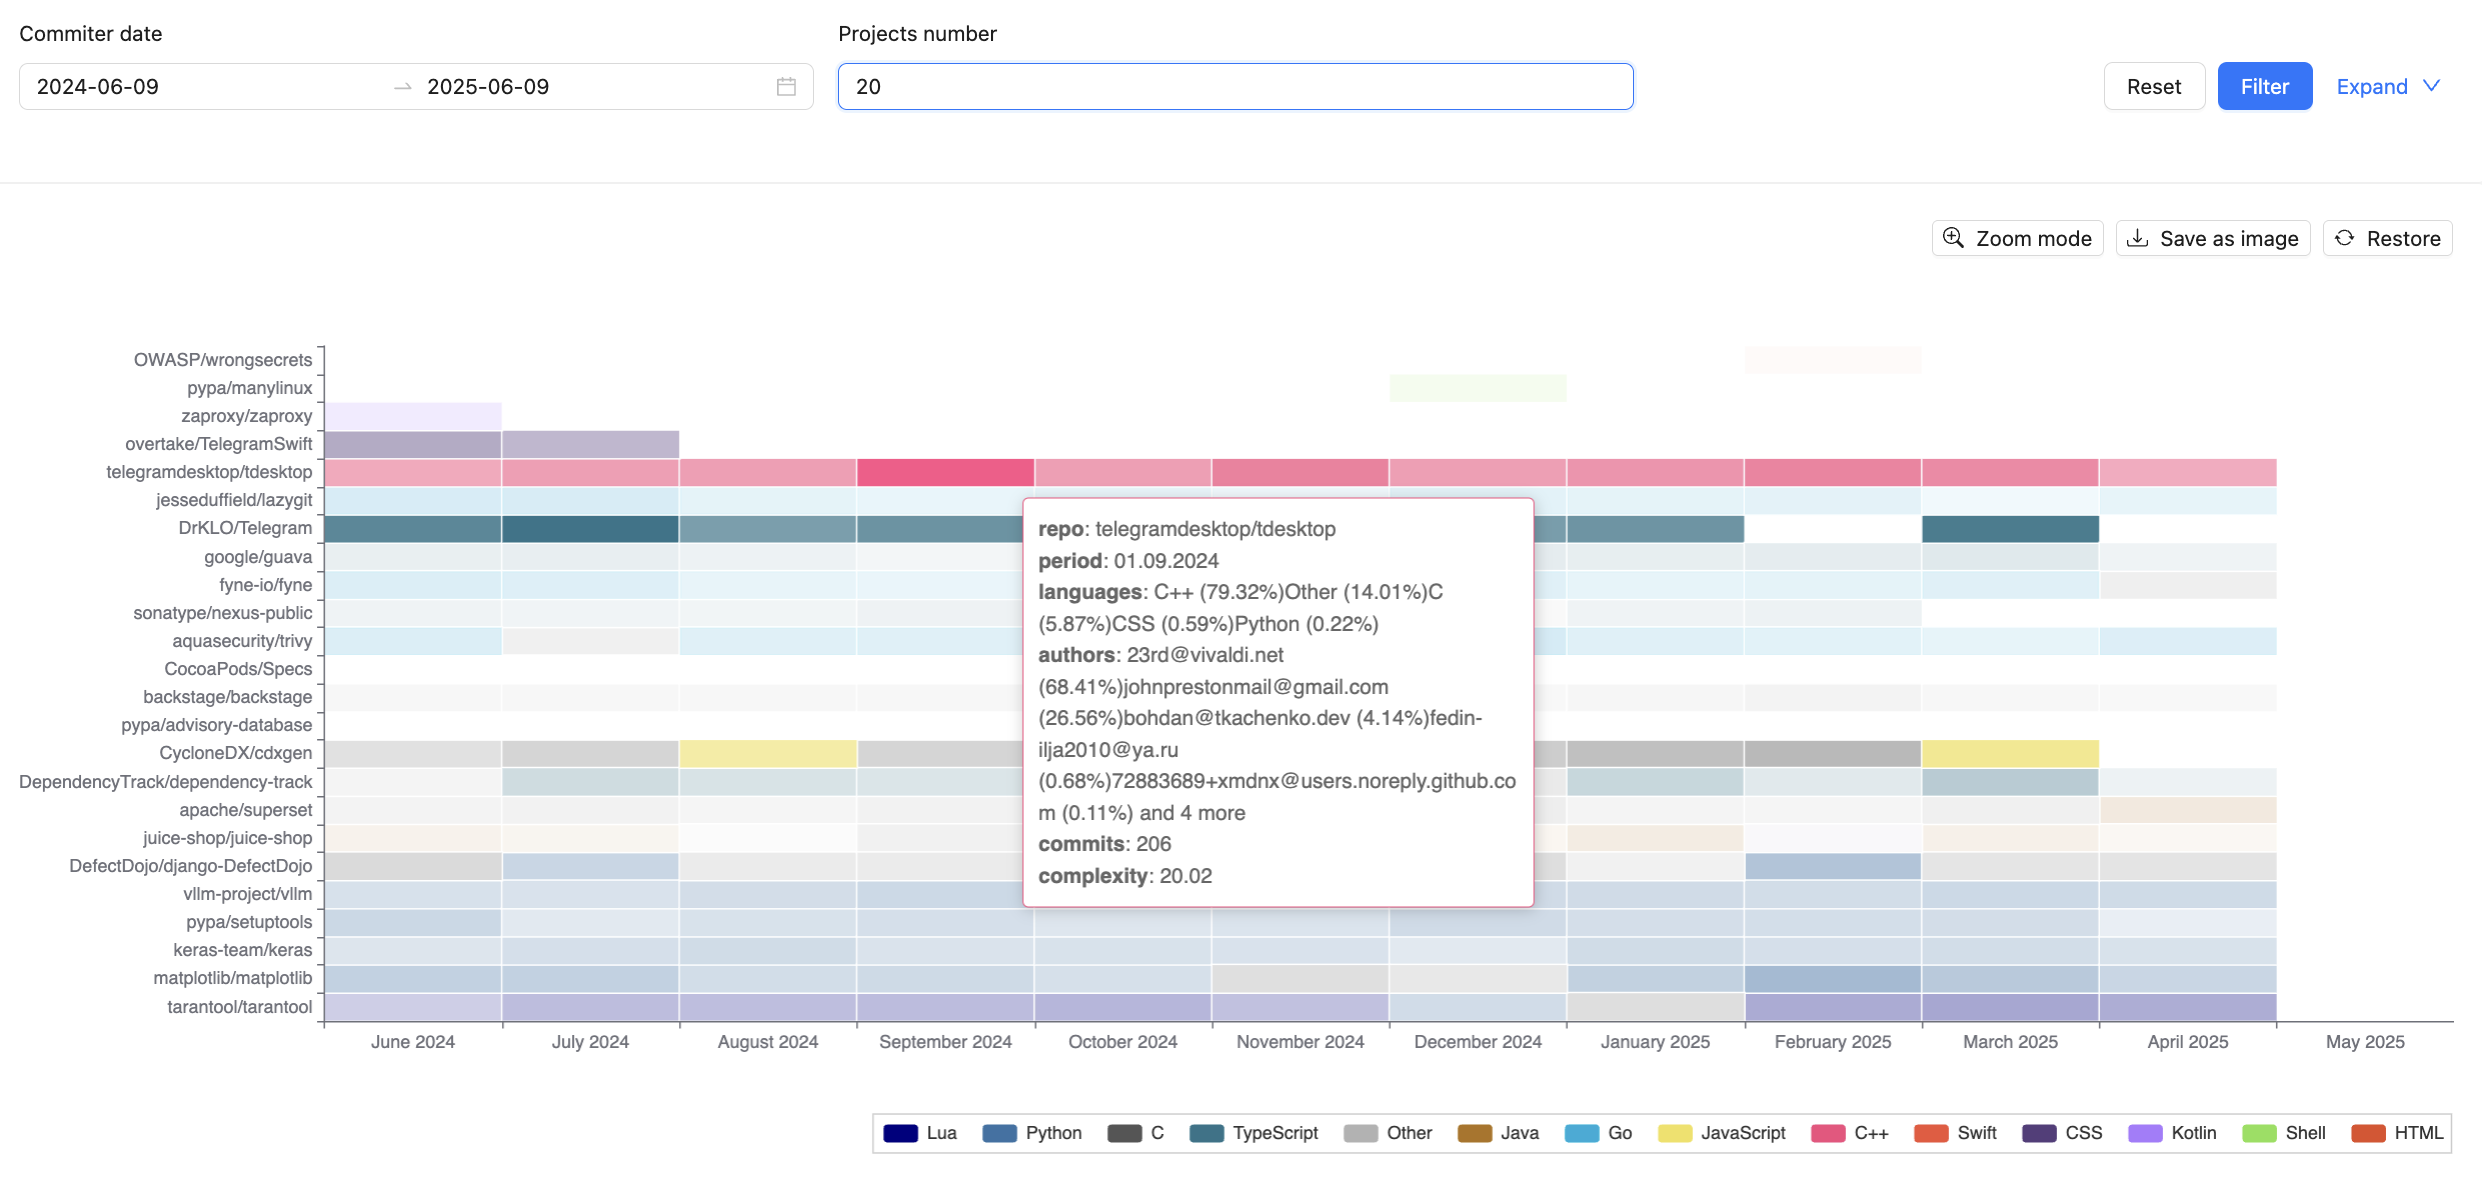 Commiter date
Projects number
2024-06-09 → 2025-06-09
20
Reset
Filter
Expand
Zoom mode
Save as image
Restore
OWASP/wrongsecrets
pypa/manylinux
zaproxy/zaproxy
overtake/TelegramSwift
telegramdesktop/tdesktop
jesseduffield/lazygit
DrKLO/Telegram
google/guava
fyne-io/fyne
sonatype/nexus-public
aquasecurity/trivy
CocoaPods/Specs
backstage/backstage
pypa/advisory-database
CycloneDX/cdxgen
DependencyTrack/dependency-track
apache/superset
juice-shop/juice-shop
DefectDojo/django-DefectDojo
vllm-project/vllm
pypa/setuptools
keras-team/keras
matplotlib/matplotlib
tarantool/tarantool
repo: telegramdesktop/tdesktop
period: 01.09.2024
languages: C++ (79.32%)Other (14.01%)C
(5.87%)CSS (0.59%)Python (0.22%)
authors: 23rd@vivaldi.net
(68.41%)johnprestonmail@gmail.com
(26.56%)bohdan@tkachenko.dev (4.14%)fedin-
ilja2010@ya.ru
(0.68%)72883689+xmdnx@users.noreply.github.co
m (0.11%) and 4 more
commits: 206
complexity: 20.02
June 2024 July 2024 August 2024 September 2024 October 2024 November 2024 December 2024 January 2025 February 2025 March 2025 April 2025 May 2025
Lua Python C TypeScript Other Java Go JavaScript C++ Swift CSS Kotlin Shell HTML